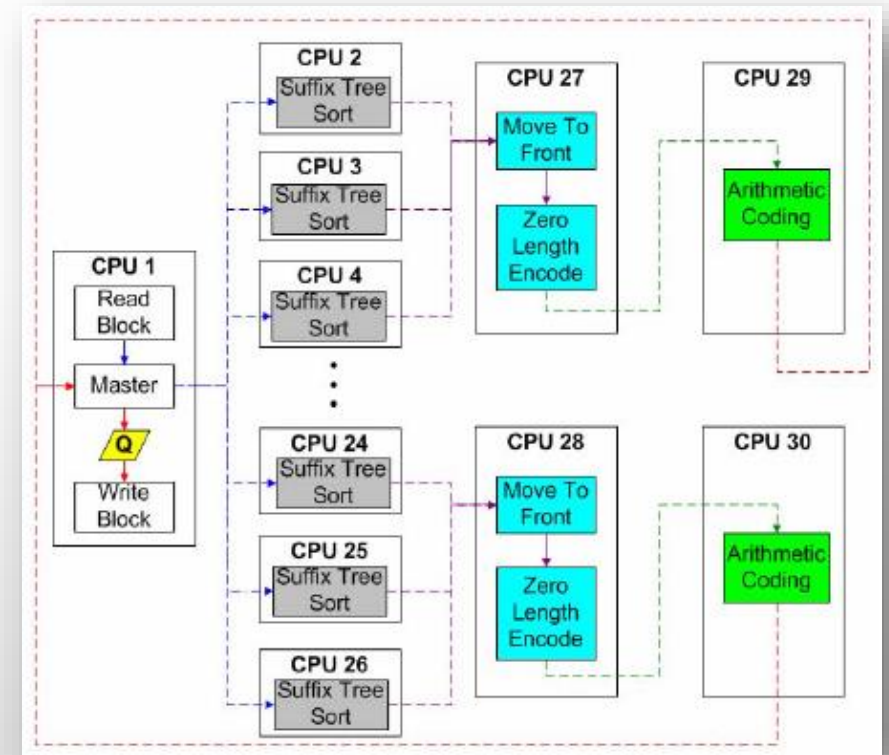 CPU 1
Read
Block
Master
Q
Write
Block
CPU 2
Suffix Tree
Sort
CPU 3
Suffix Tree
Sort
CPU 4
Suffix Tree
Sort
CPU 24
Suffix Tree
Sort
CPU 25
Suffix Tree
Sort
CPU 26
Suffix Tree
Sort
CPU 27
Move To
Front
Zero
Length
Encode
CPU 28
Move To
Front
Zero
Length
Encode
CPU 29
Arithmetic
Coding
CPU 30
Arithmetic
Coding